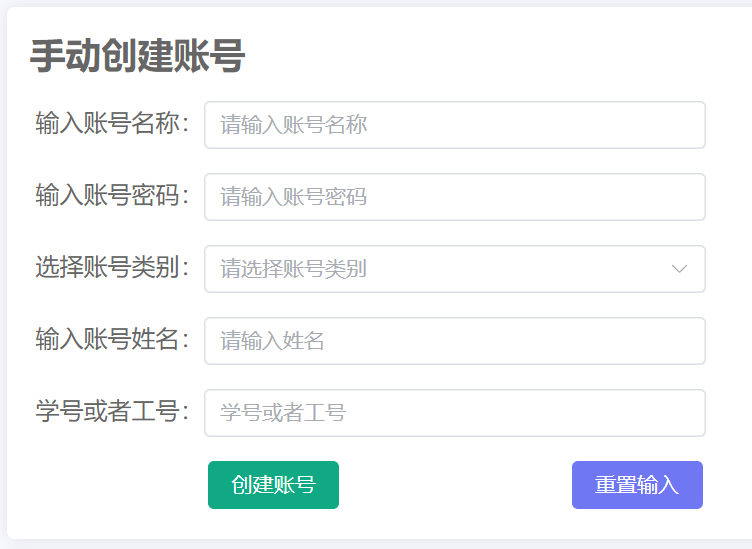 手动创建账号
输入账号名称： 请输入账号名称
输入账号密码： 请输入账号密码
选择账号类别： 请选择账号类别
输入账号姓名： 请输入姓名
学号或者工号： 学号或者工号
创建账号 重置输入